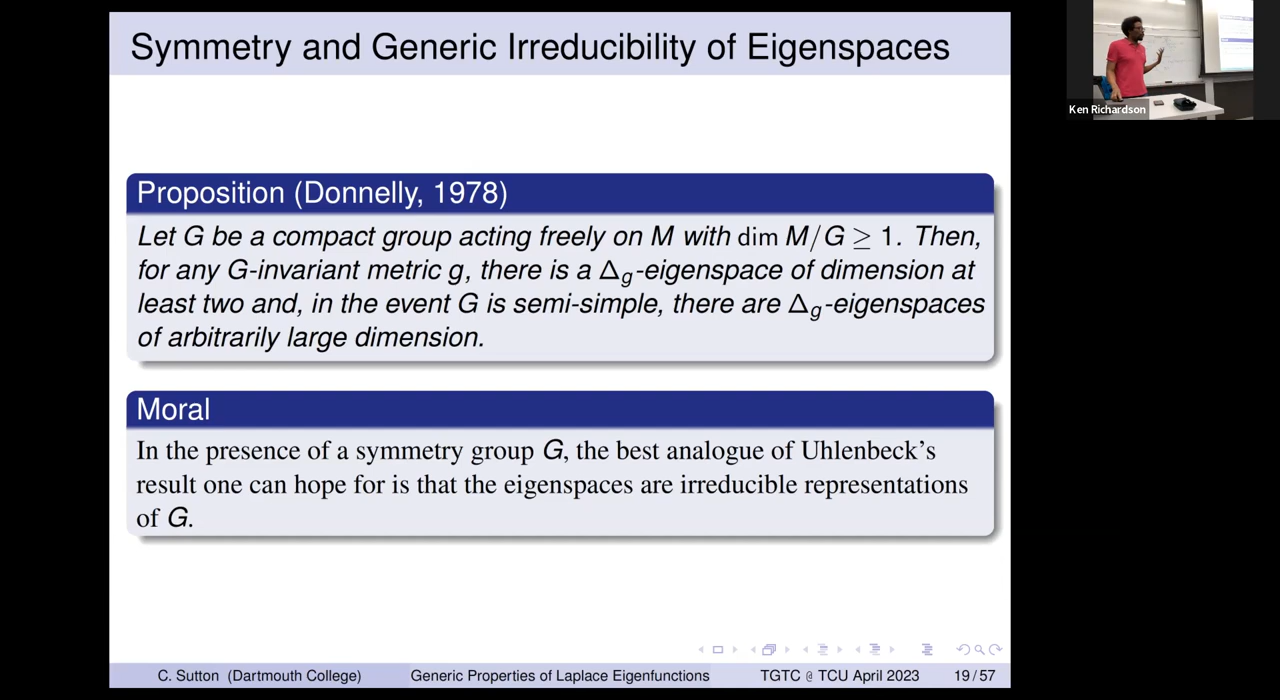 Symmetry and Generic Irreducibility of Eigenspaces
Ken Richardson
Proposition (Donnelly, 1978)
Let G be a compact group acting freely on M with dim M/G ≥ 1. Then,
for any G-invariant metric g, there is a Δg-eigenspace of dimension at
least two and, in the event G is semi-simple, there are Δg-eigenspaces
of arbitrarily large dimension.
Moral
In the presence of a symmetry group G, the best analogue of Uhlenbeck's
result one can hope for is that the eigenspaces are irreducible representations
of G.
C. Sutton (Dartmouth College) Generic Properties of Laplace Eigenfunctions TGTC @ TCU April 2023 19 / 57